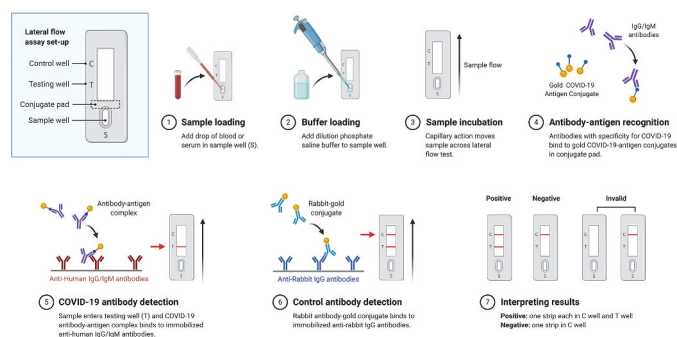 Lateral flow
assay set-up
Control well
C
Testing well
T
Conjugate pad
Sample well
S
S
1 Sample loading
Add drop of blood or
serum in sample well (S).
S
2 Buffer loading
Add dilution phosphate
saline buffer to sample well.
C
T
S
Sample flow
3 Sample incubation
Capillary action moves
sample across lateral
flow test.
IgG/IgM
antibodies
Gold COVID-19
Antigen Conjugate
4 Antibody-antigen recognition
Antibodies with specificity for COVID-19
bind to gold COVID-19-antigen conjugates
in conjugate pad.
Antibody-antigen
complex
Anti-Human IgG/IgM antibodies
C
T
S
5 COVID-19 antibody detection
Sample enters testing well (T) and COVID-19
antibody-antigen complex binds to immobilized
anti-human IgG/IgM antibodies.
Rabbit-gold
conjugate
Anti-Rabbit IgG antibodies
C
T
S
6 Control antibody detection
Rabbit antibody-gold conjugate binds to
immobilized anti-rabbit IgG antibodies.
Positive Negative Invalid
C C C C
T T T T
S S S S
7 Interpreting results
Positive: one strip each in C well and T well
Negative: one strip in C well